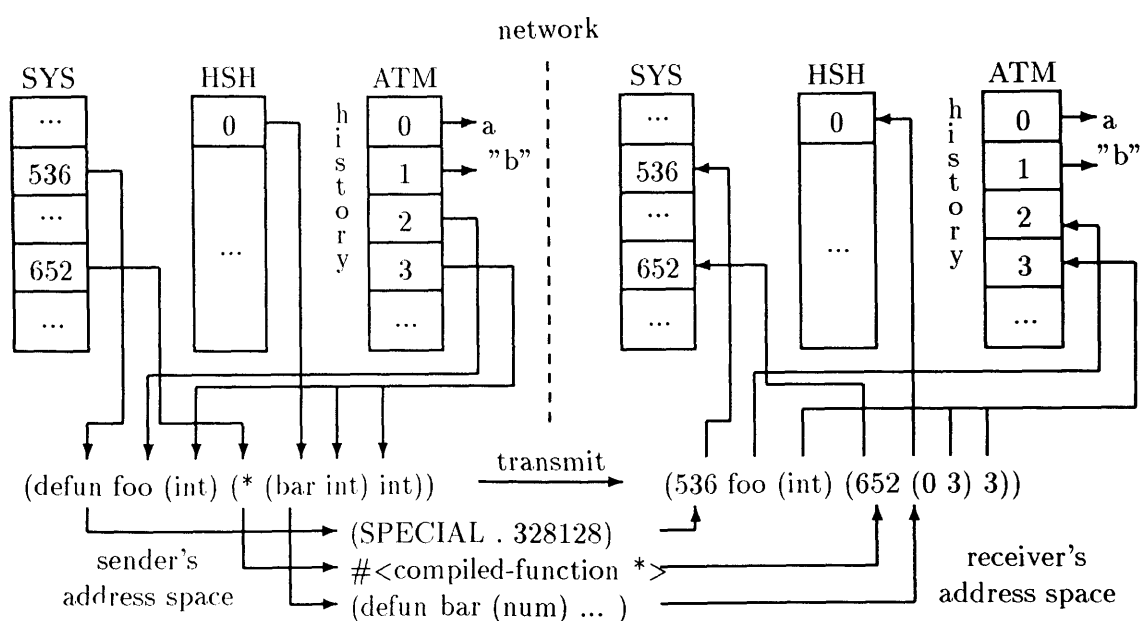 network
SYS HSH ATM
...
536
...
652
...
0
...
history
0
1
2
3
...
a
"b"
SYS HSH ATM
...
536
...
652
...
0
...
history
0
1
2
3
...
a
"b"
(defun foo (int) (* (bar int) int))
transmit
(536 foo (int) (652 (0 3) 3))
sender's
address space
(SPECIAL . 328128)
#<compiled-function *>
(defun bar (num) ... )
receiver's
address space